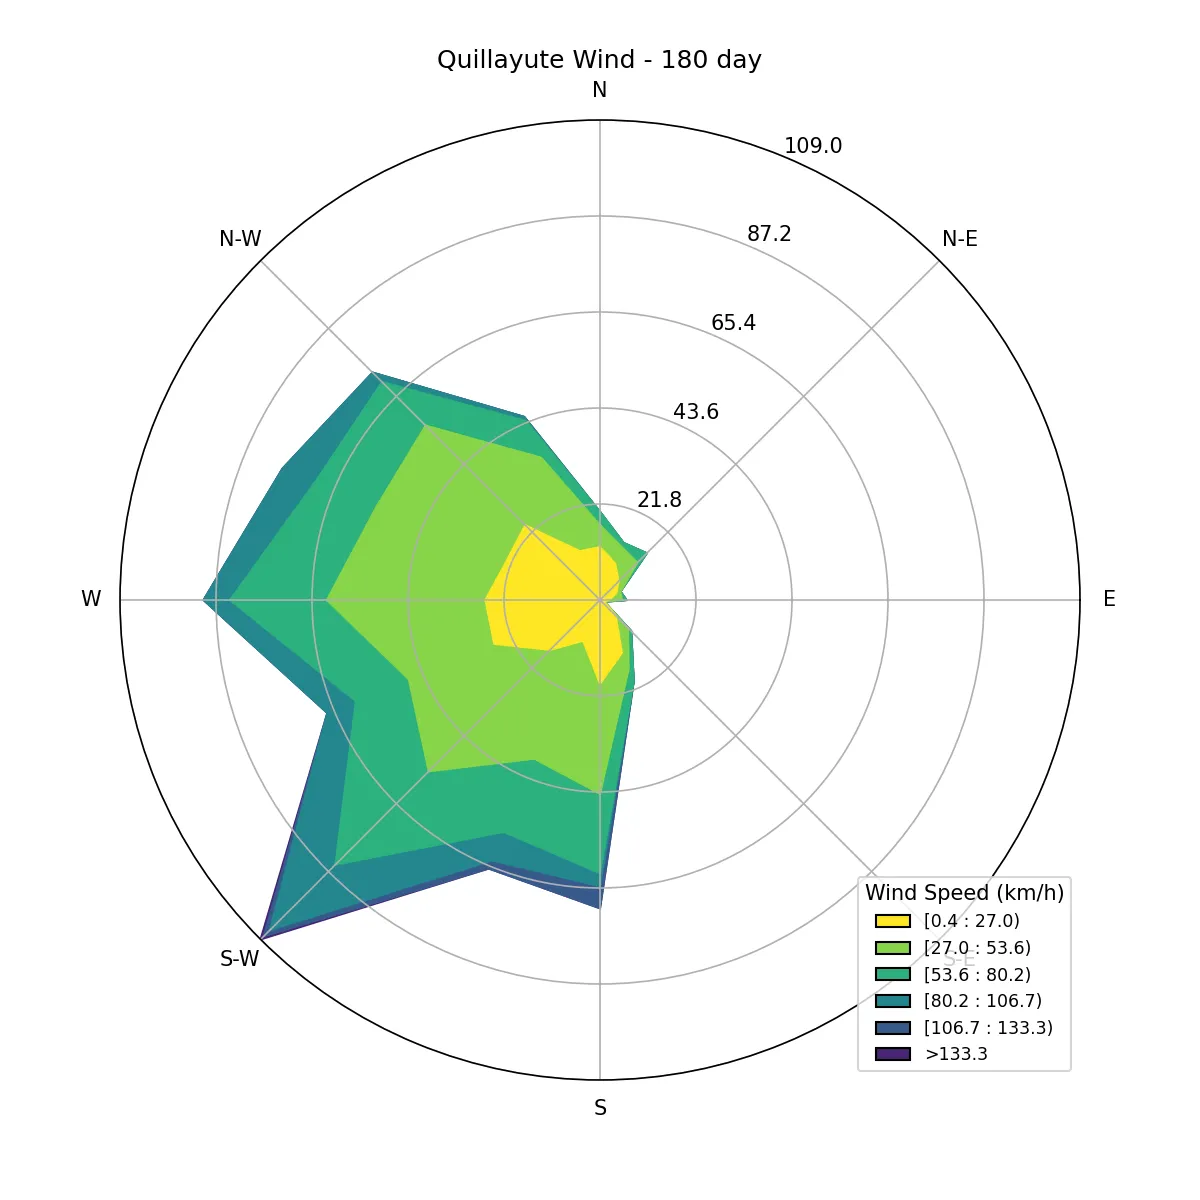 Quillayute Wind - 180 day
N
109.0
87.2
N-W
N-E
65.4
43.6
21.8
W
E
S-W
S-E
Wind Speed (km/h)
[0.4 : 27.0)
[27.0 : 53.6)
[53.6 : 80.2)
[80.2 : 106.7)
[106.7 : 133.3)
>133.3
S